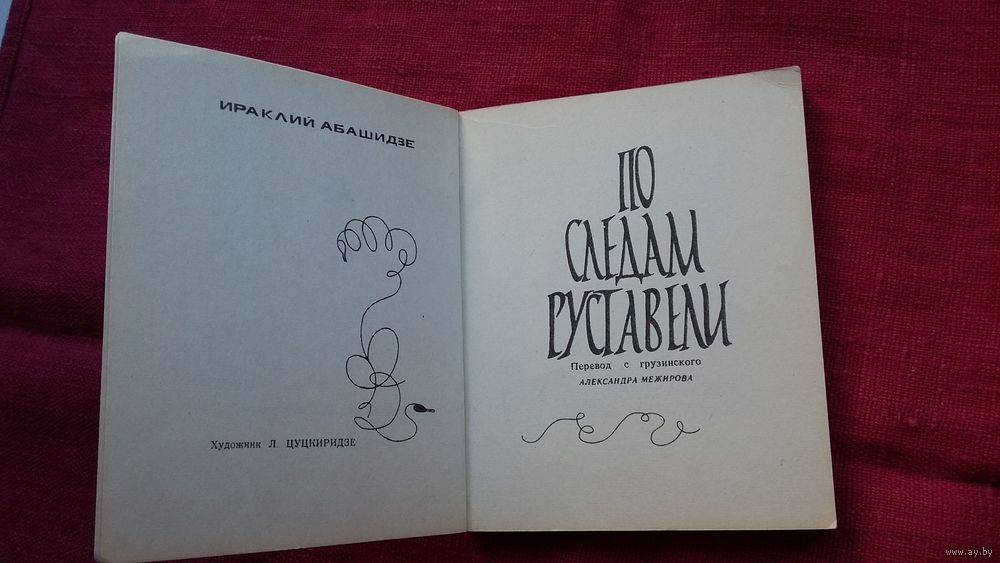 ИРАКЛИЙ АБАШИДЗЕ
Художник Л. ЦУЦКИРИДЗЕ
ПО
СЛЕДАМ
РУСТАВЕЛИ
Перевод с грузинского
АЛЕКСАНДРА МЕЖИРОВА
www.ay.by